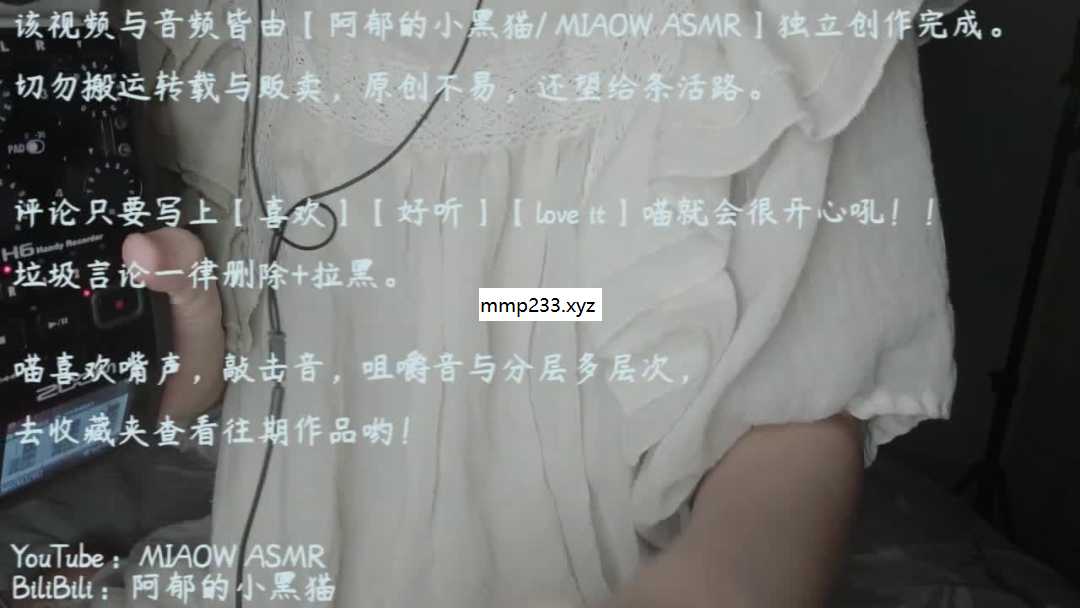 该视频与音频皆由【阿郁的小黑猫/MIAOW ASMR】独立创作完成。
切勿搬运转载与贩卖，原创不易，还望给条活路。
PAD
评论只要写上【喜欢】【好听】【love it】喵就会很开心吼！！
H6 Handy Recorder
垃圾言论一律删除+拉黑。
mmp233.xyz
喵喜欢嘴声，敲击音，咀嚼音与分层多层次，
zoom
去收藏夹查看往期作品哟！
YouTube：MIAOW ASMR
BiliBili：阿郁的小黑猫